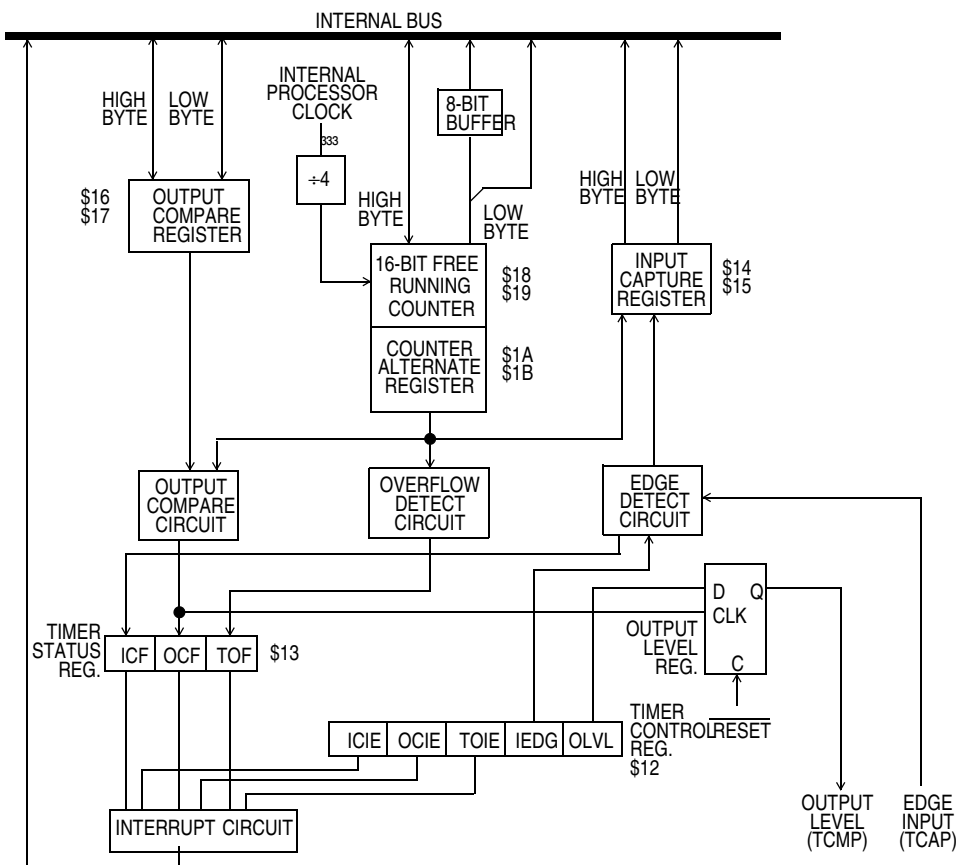 INTERNAL BUS
HIGH
BYTE
LOW
BYTE
INTERNAL
PROCESSOR
CLOCK
333
÷4
8-BIT
BUFFER
HIGH
BYTE
LOW
BYTE
HIGH
BYTE
LOW
BYTE
$16
$17
OUTPUT
COMPARE
REGISTER
16-BIT FREE
RUNNING
COUNTER
$18
$19
INPUT
CAPTURE
REGISTER
$14
$15
COUNTER
ALTERNATE
REGISTER
$1A
$1B
OUTPUT
COMPARE
CIRCUIT
OVERFLOW
DETECT
CIRCUIT
EDGE
DETECT
CIRCUIT
D Q
CLK
C
OUTPUT
LEVEL
REG.
TIMER
STATUS
REG.
ICF OCF TOF
$13
RESET
ICIE OCIE TOIE IEDG OLVL
TIMER
CONTROL
REG.
$12
INTERRUPT CIRCUIT
OUTPUT
LEVEL
(TCMP)
EDGE
INPUT
(TCAP)